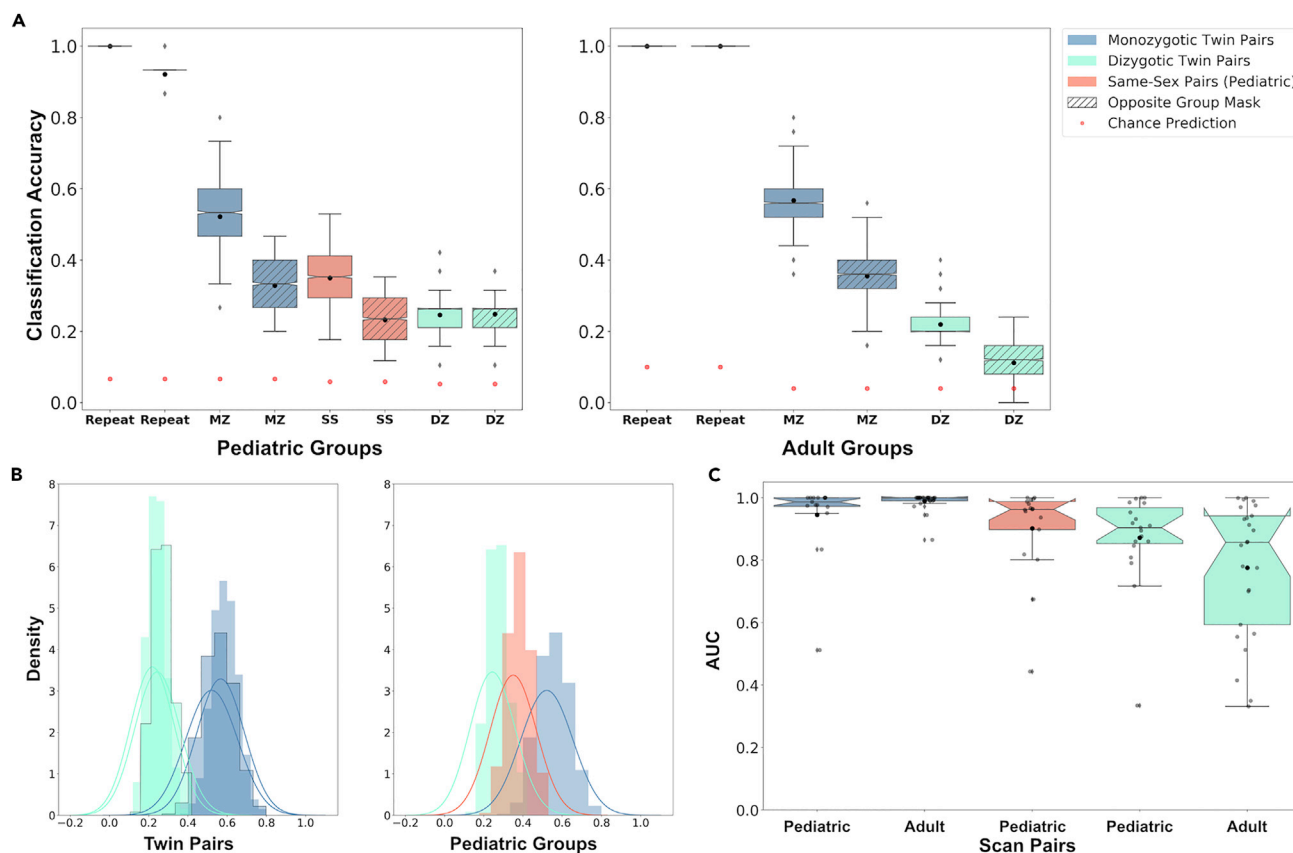 A
Classification Accuracy
1.0
0.8
0.6
0.4
0.2
0.0
Repeat Repeat MZ MZ SS SS DZ DZ
Pediatric Groups
1.0
0.8
0.6
0.4
0.2
0.0
Repeat Repeat MZ MZ DZ DZ
Adult Groups
Monozygotic Twin Pairs
Dizygotic Twin Pairs
Same-Sex Pairs (Pediatric)
Opposite Group Mask
Chance Prediction
B
Density
8
7
6
5
4
3
2
1
0
-0.2 0.0 0.2 0.4 0.6 0.8 1.0
Twin Pairs
8
7
6
5
4
3
2
1
0
-0.2 0.0 0.2 0.4 0.6 0.8 1.0
Pediatric Groups
C
AUC
1.0
0.8
0.6
0.4
0.2
0.0
Pediatric Adult Pediatric Pediatric Adult
Scan Pairs